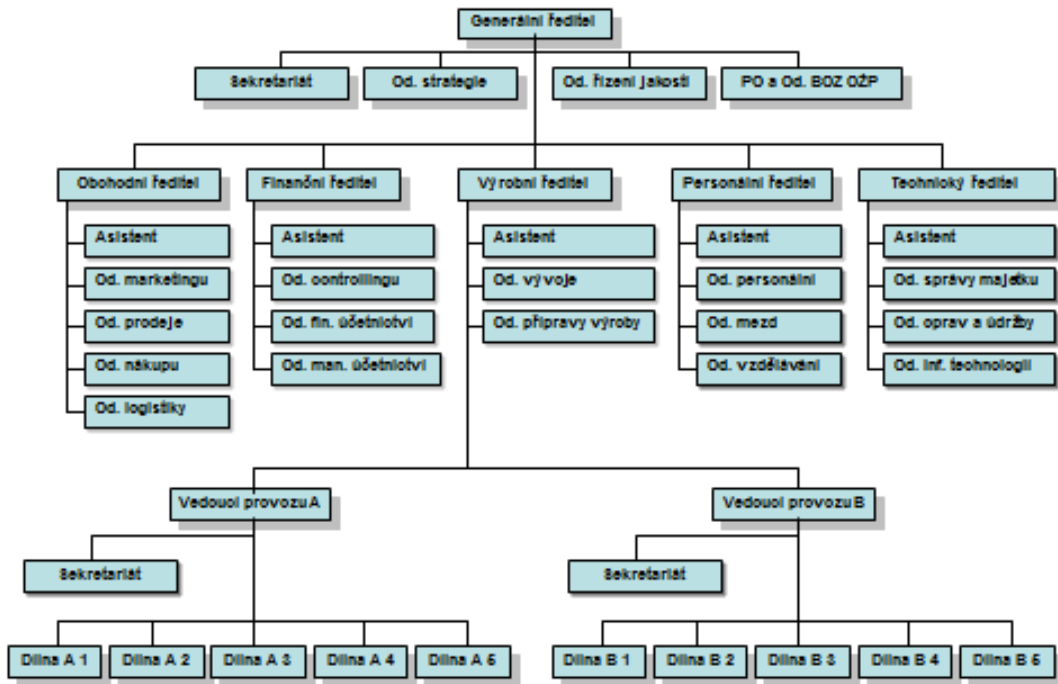 Generální ředitel
Sekretariát
Od. strategie
Od. řízení jakosti
PO a Od. BOZ OŽP
Obchodní ředitel
Finanční ředitel
Výrobní ředitel
Personální ředitel
Technický ředitel
Asistent
Asistent
Asistent
Asistent
Asistent
Od. marketingu
Od. controllingu
Od. vývoje
Od. personální
Od. správy majetku
Od. prodeje
Od. fin. účetnictví
Od. přípravy výroby
Od. mezd
Od. oprav a údržby
Od. nákupu
Od. man. účetnictví
Od. vzdělávání
Od. inf. technologií
Od. logistiky
Vedoucí provozu A
Vedoucí provozu B
Sekretariát
Sekretariát
Dílna A 1
Dílna A 2
Dílna A 3
Dílna A 4
Dílna A 5
Dílna B 1
Dílna B 2
Dílna B 3
Dílna B 4
Dílna B 5